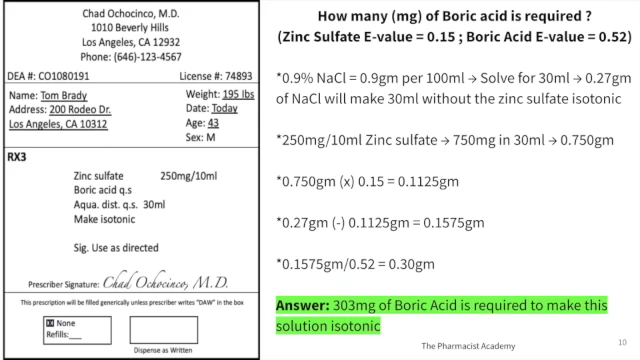 Chad Ochocinco, M.D.
1010 Beverly Hills
Los Angeles, CA 12932
Phone: (646)-123-4567
DEA #: CO1080191 License #: 74893
Name: Tom Brady Weight: 195 lbs
Address: 200 Rodeo Dr. Date: Today
Los Angeles, CA 10312 Age: 43
Sex: M
RX3
Zinc sulfate 250mg/10ml
Boric acid q.s
Aqua. dist. q.s. 30ml
Make isotonic
Sig. Use as directed
Prescriber Signature: Chad Ochocinco, M.D.
This prescription will be filled generically unless prescriber writes "DAW" in the box
None
Refills:___
Dispense as Written
How many (mg) of Boric acid is required ?
(Zinc Sulfate E-value = 0.15 ; Boric Acid E-value = 0.52)
*0.9% NaCl = 0.9gm per 100ml → Solve for 30ml → 0.27gm
of NaCl will make 30ml without the zinc sulfate isotonic
*250mg/10ml Zinc sulfate → 750mg in 30ml → 0.750gm
*0.750gm (x) 0.15 = 0.1125gm
*0.27gm (-) 0.1125gm = 0.1575gm
*0.1575gm/0.52 = 0.30gm
Answer: 303mg of Boric Acid is required to make this
solution isotonic
The Pharmacist Academy
10